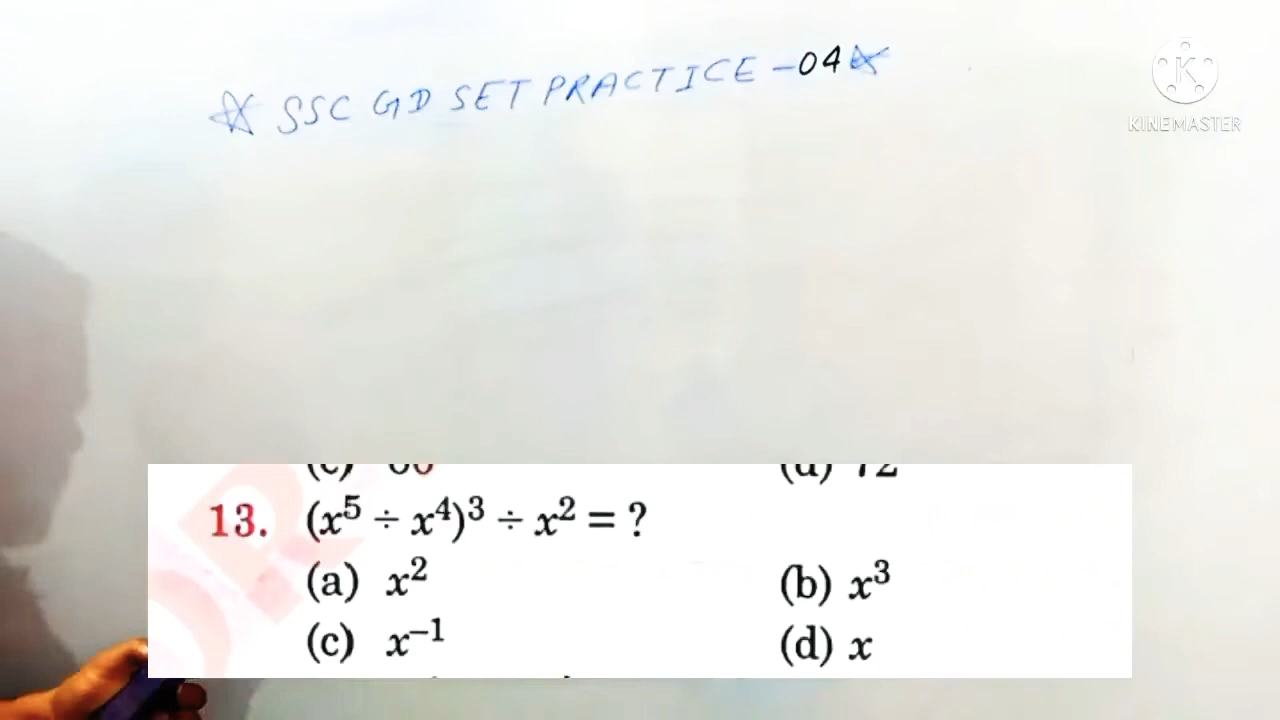 ☆ SSC GD SET PRACTICE -04 ☆
KINEMASTER
13. (x⁵ ÷ x⁴)³ ÷ x² = ?
(a) x² (b) x³
(c) x⁻¹ (d) x